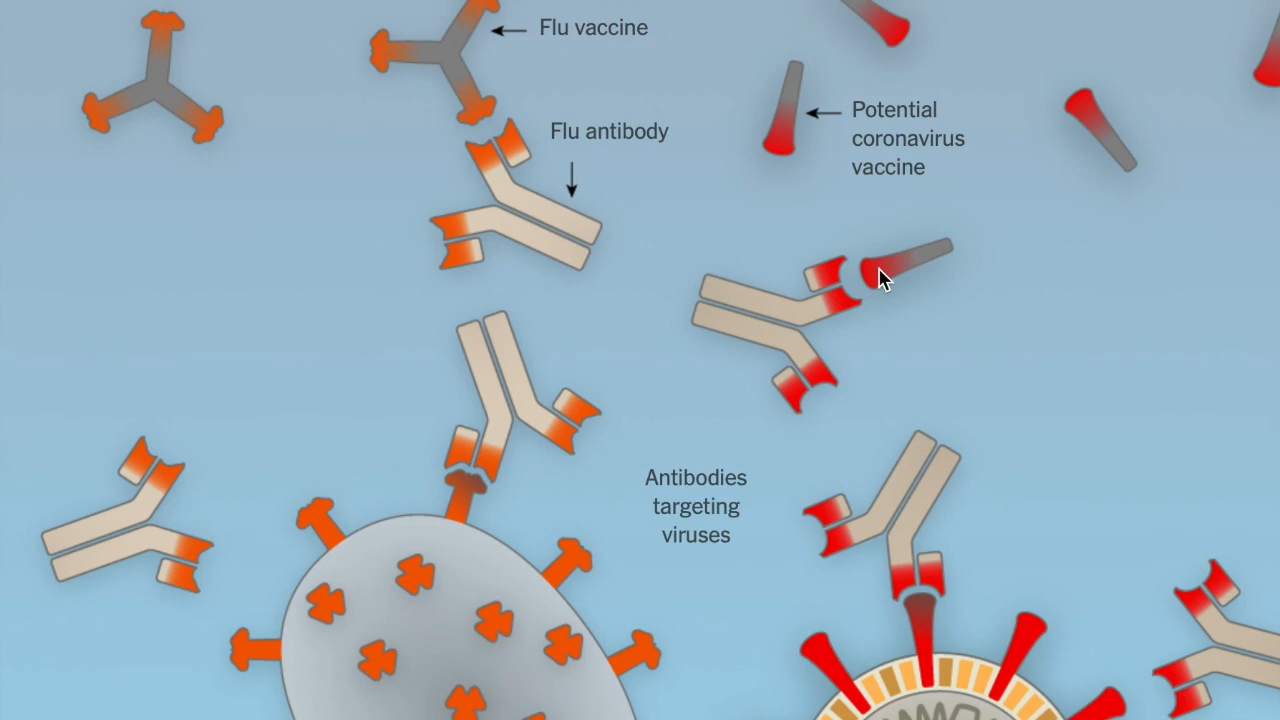 Flu vaccine
Flu antibody
Potential
coronavirus
vaccine
Antibodies
targeting
viruses